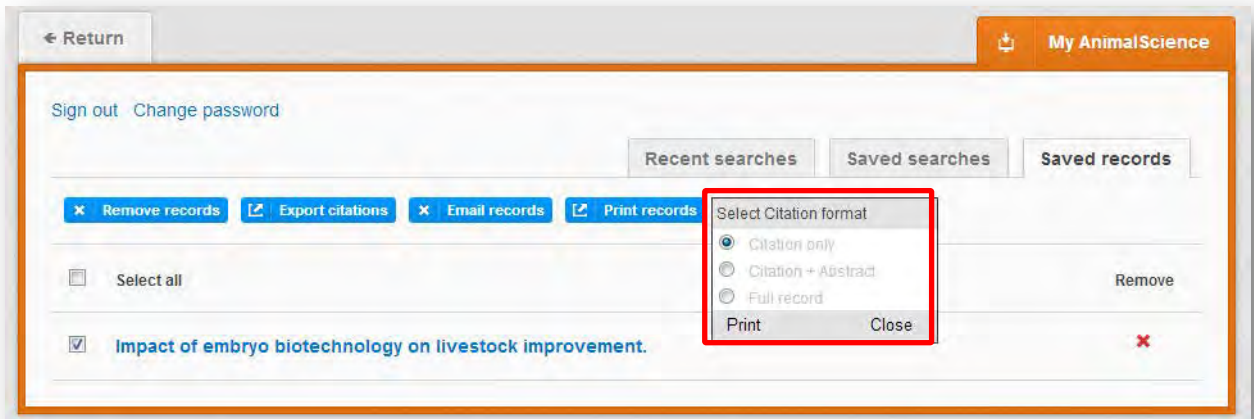 ← Return
My AnimalScience
Sign out Change password
Recent searches Saved searches Saved records
× Remove records Export citations × Email records Print records
Select Citation format
Citation only
Citation + Abstract
Full record
Print Close
Select all Remove
Impact of embryo biotechnology on livestock improvement.